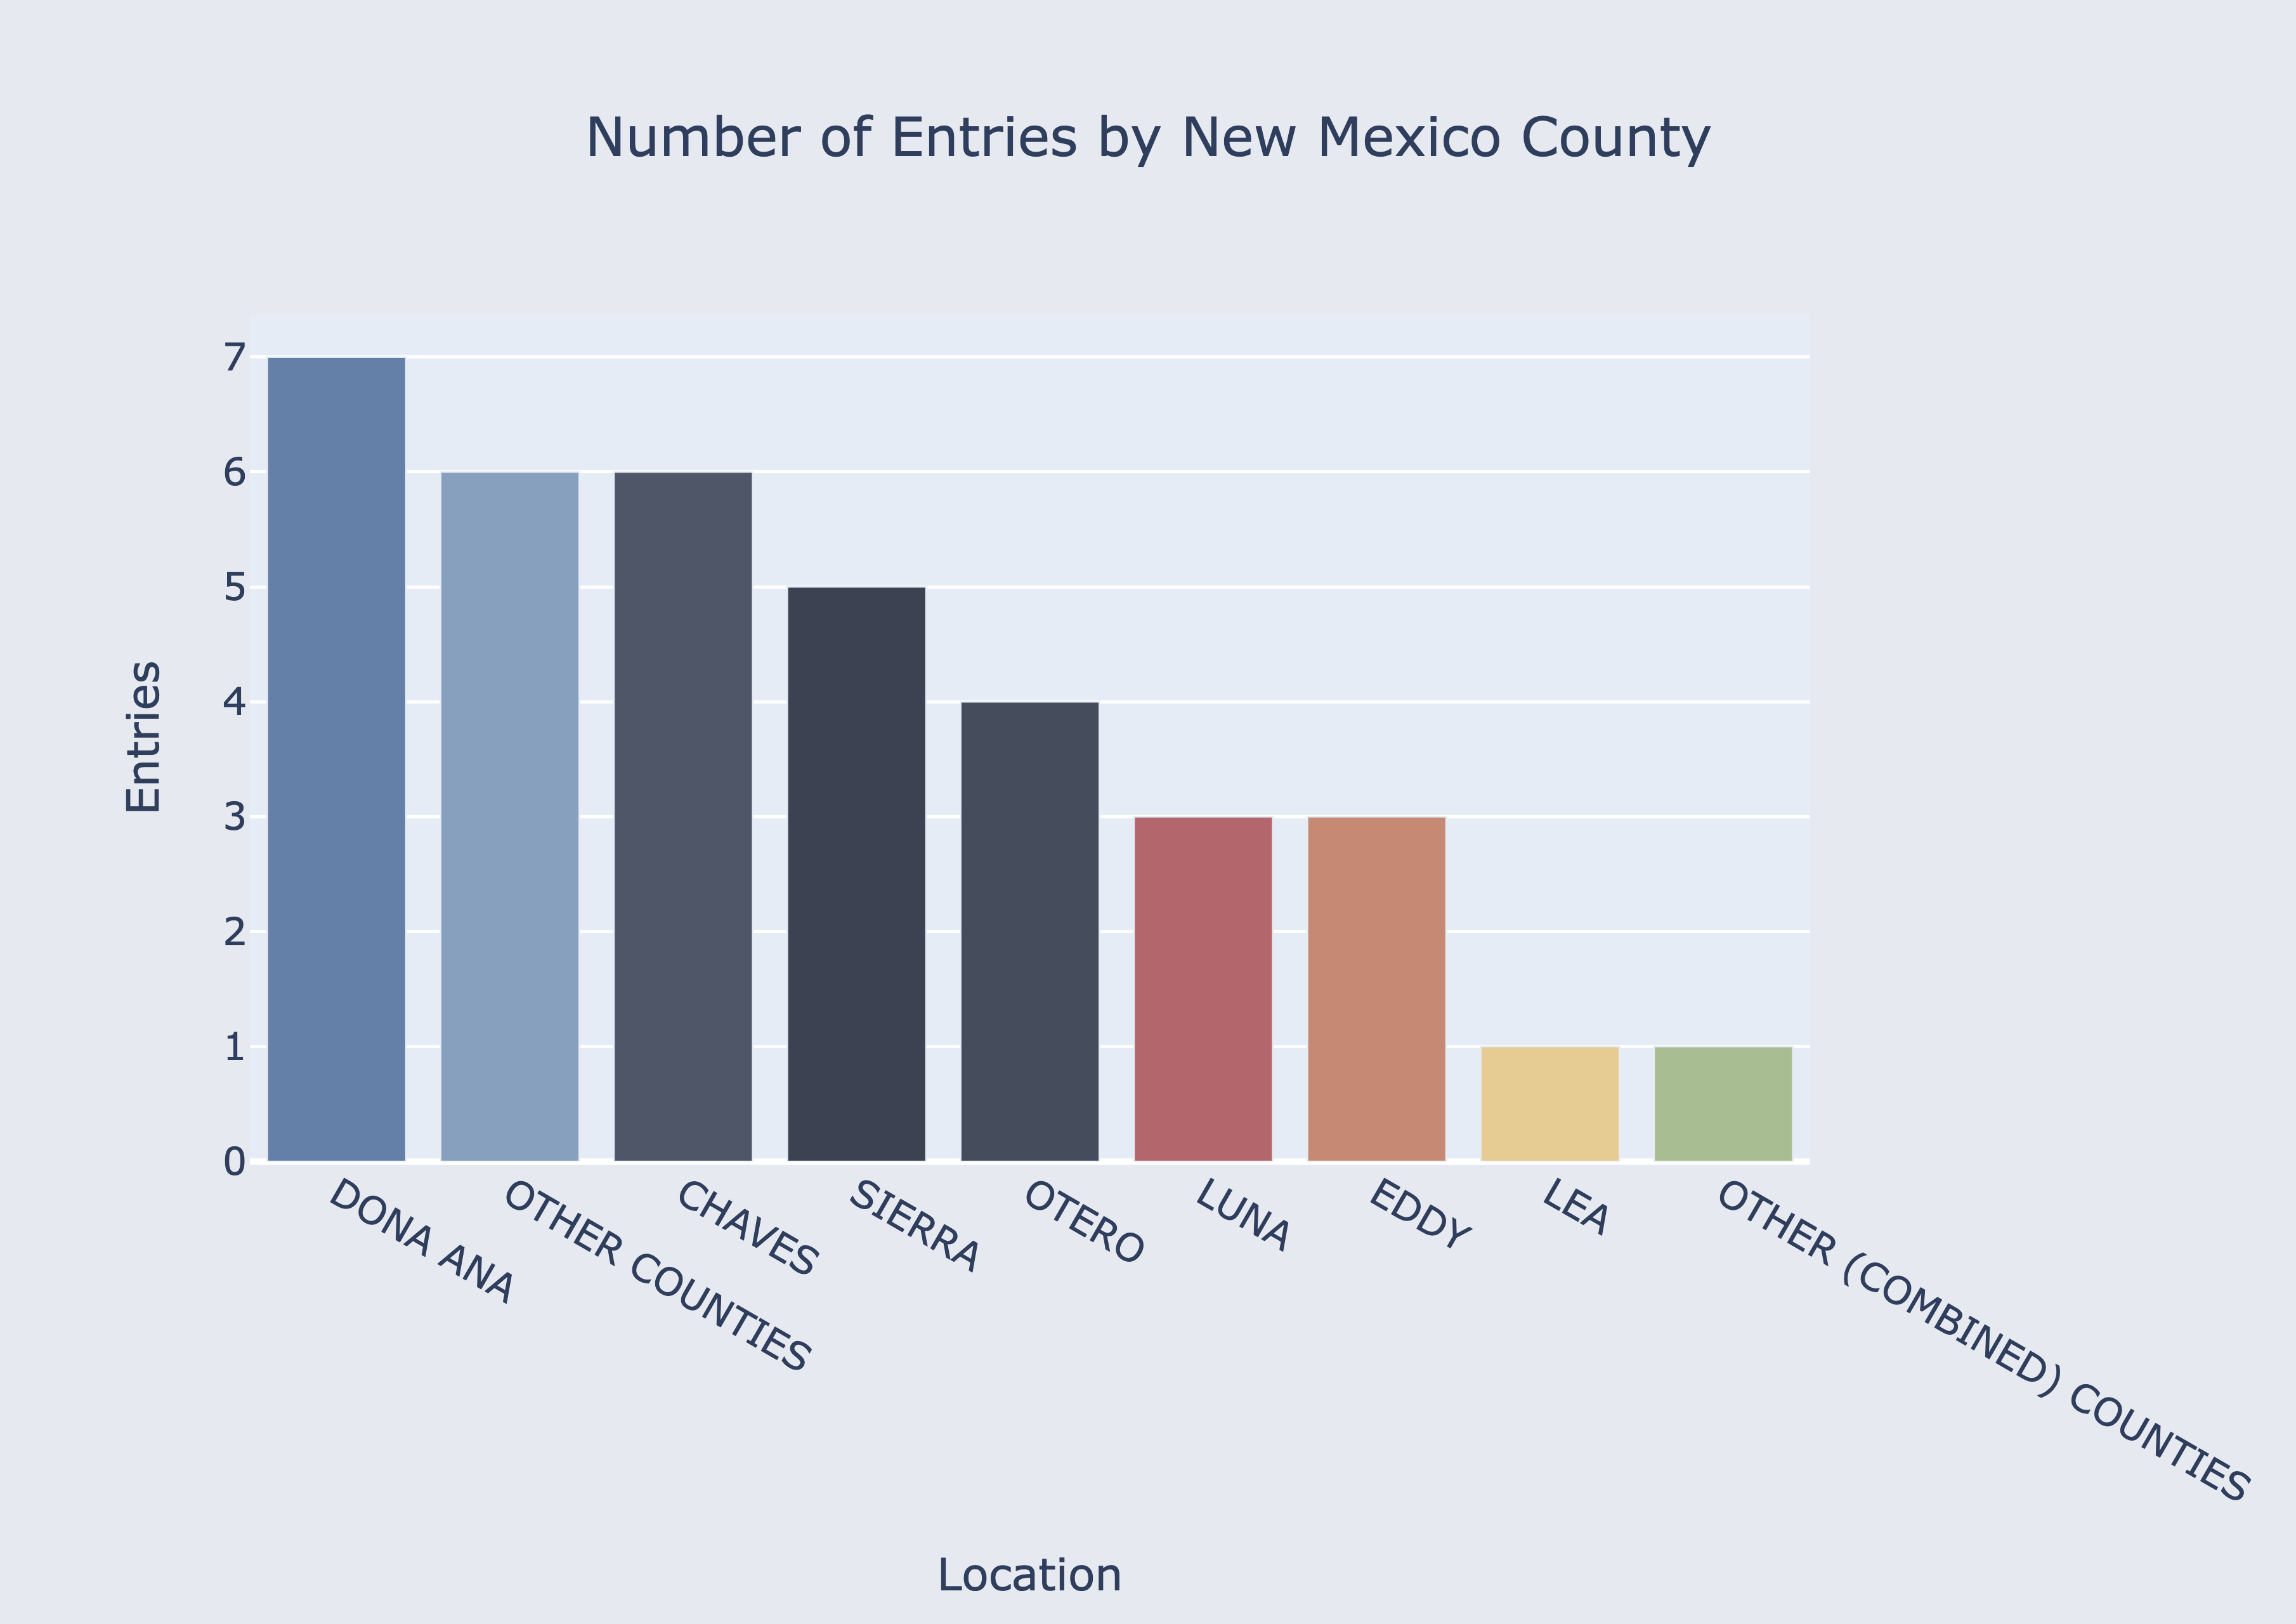 Number of Entries by New Mexico County
Entries
7
6
5
4
3
2
1
0
DONA ANA
OTHER COUNTIES
CHAVES
SIERRA
OTERO
LUNA
EDDY
LEA
OTHER (COMBINED) COUNTIES
Location